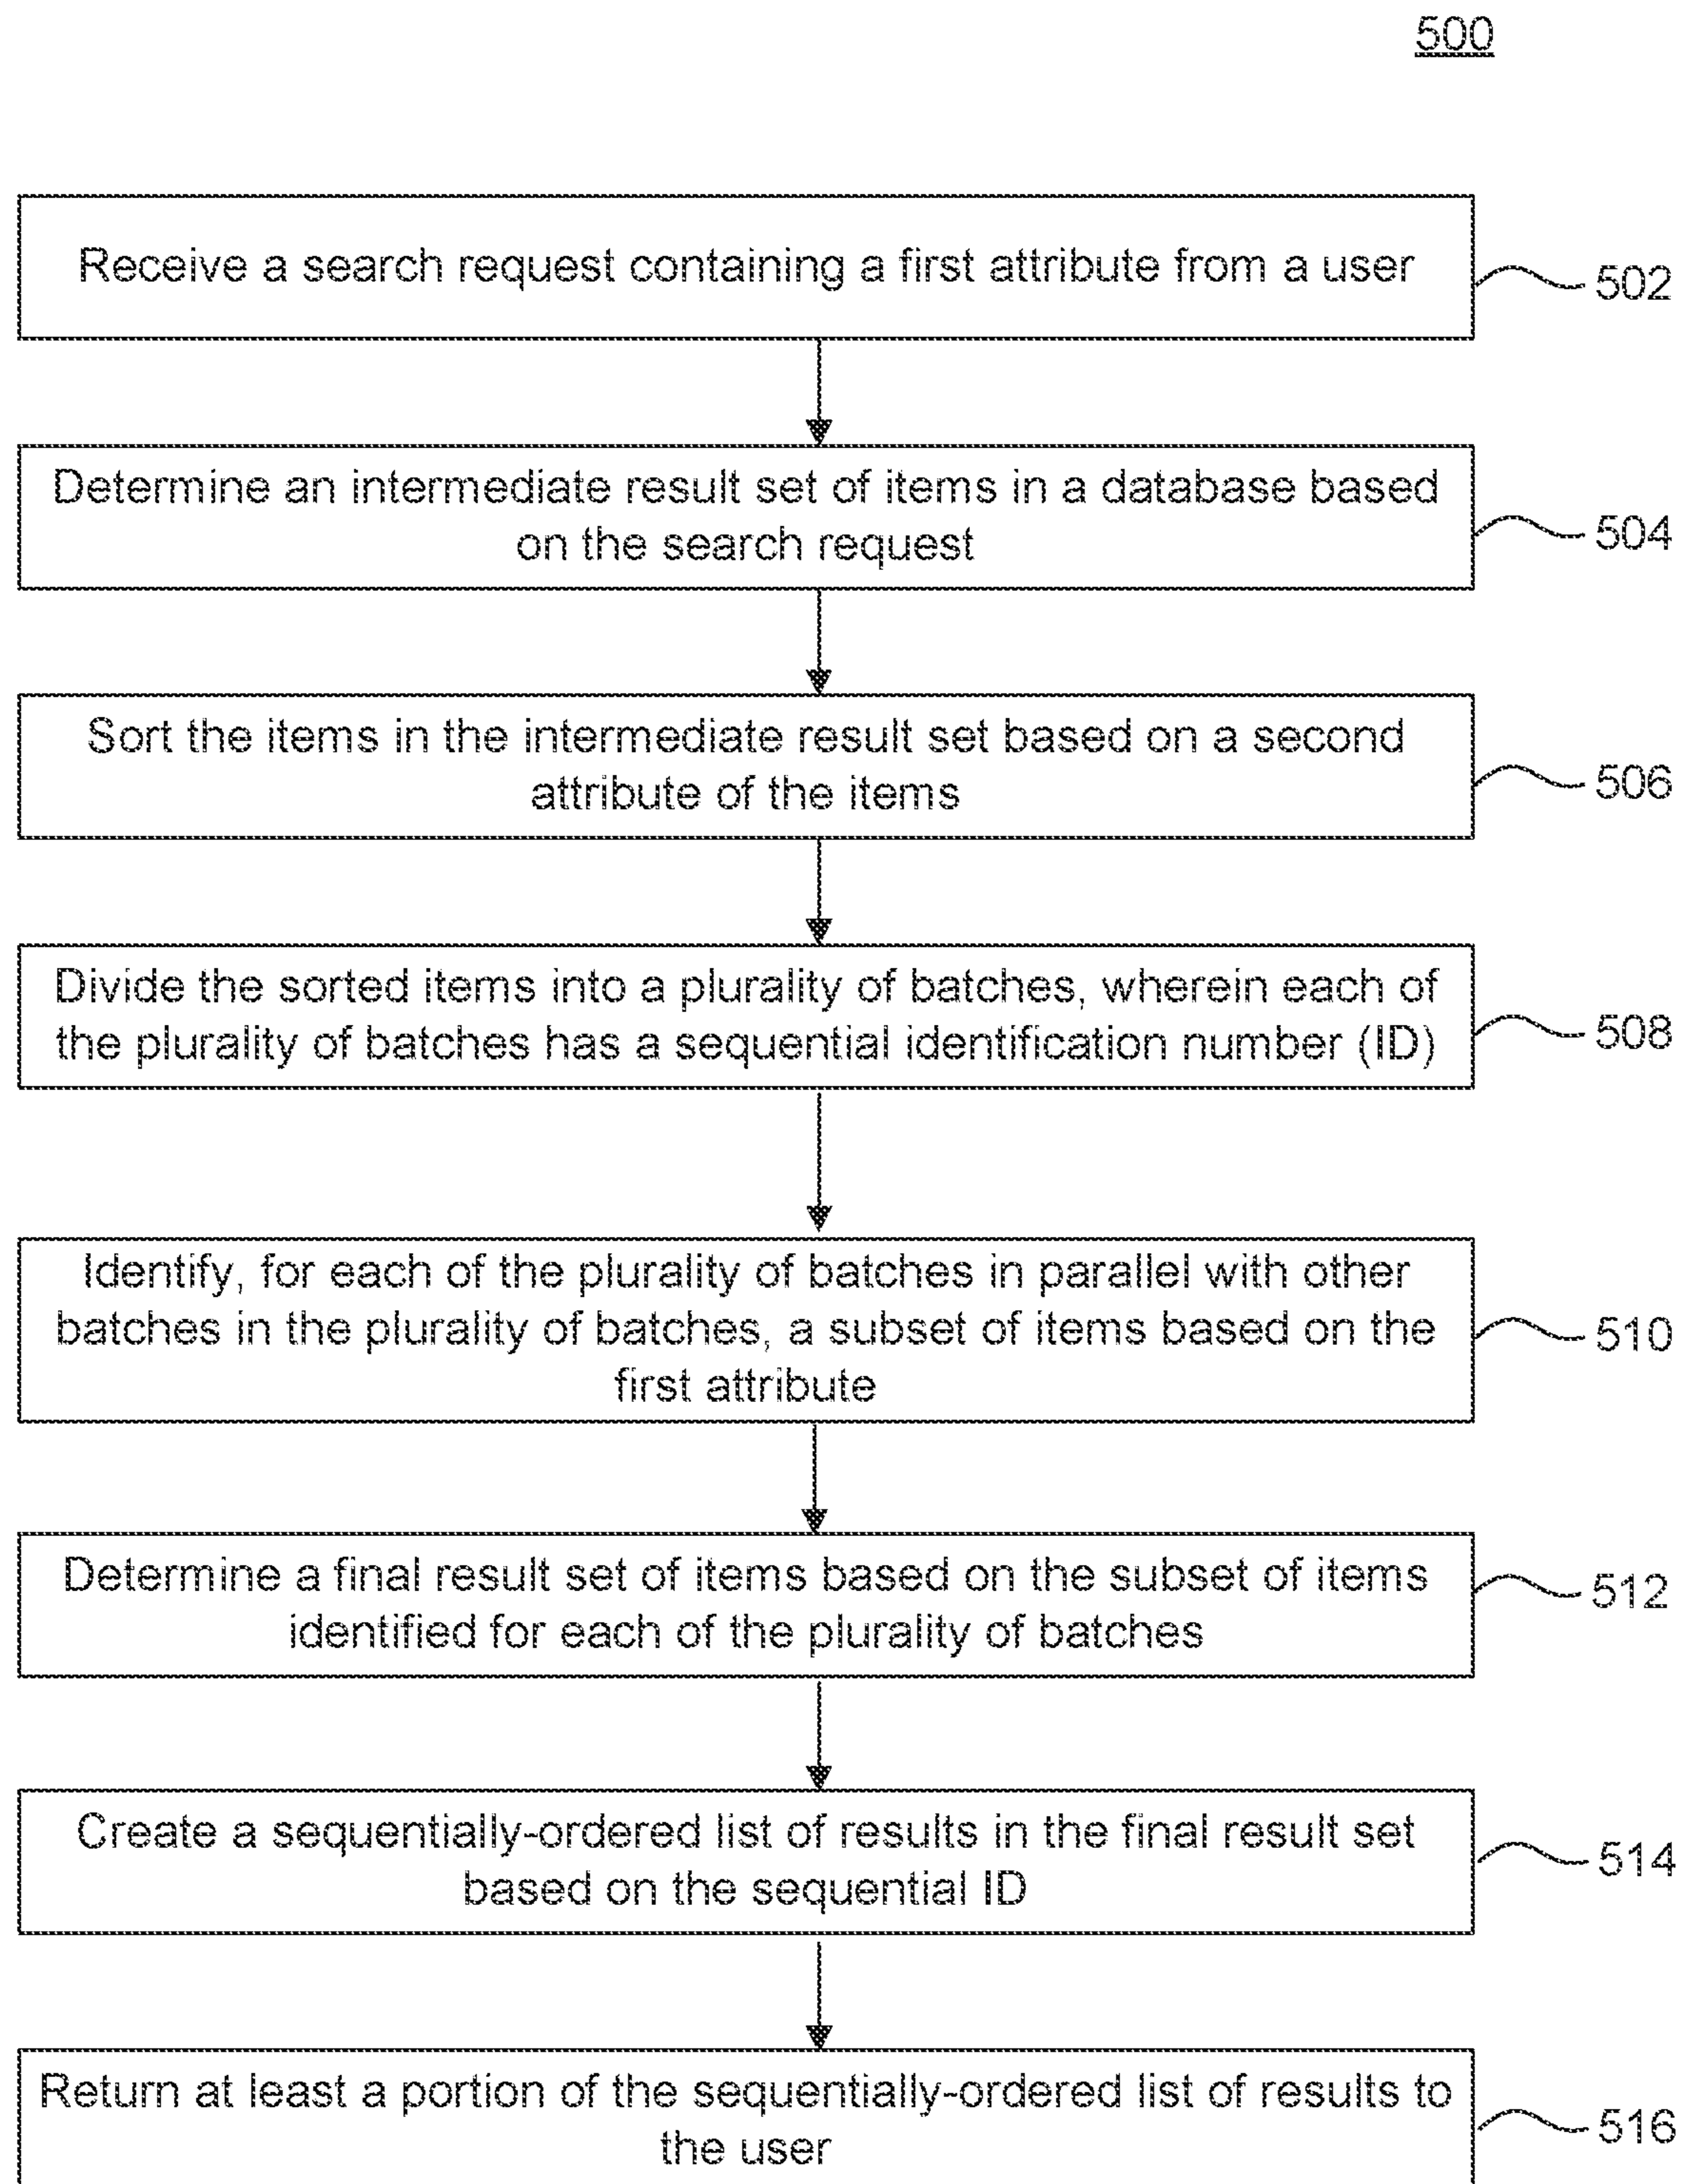 500
Receive a search request containing a first attribute from a user
502
Determine an intermediate result set of items in a database based
on the search request
504
Sort the items in the intermediate result set based on a second
attribute of the items
506
Divide the sorted items into a plurality of batches, wherein each of
the plurality of batches has a sequential identification number (ID)
508
Identify, for each of the plurality of batches in parallel with other
batches in the plurality of batches, a subset of items based on the
first attribute
510
Determine a final result set of items based on the subset of items
identified for each of the plurality of batches
512
Create a sequentially-ordered list of results in the final result set
based on the sequential ID
514
Return at least a portion of the sequentially-ordered list of results to
the user
516